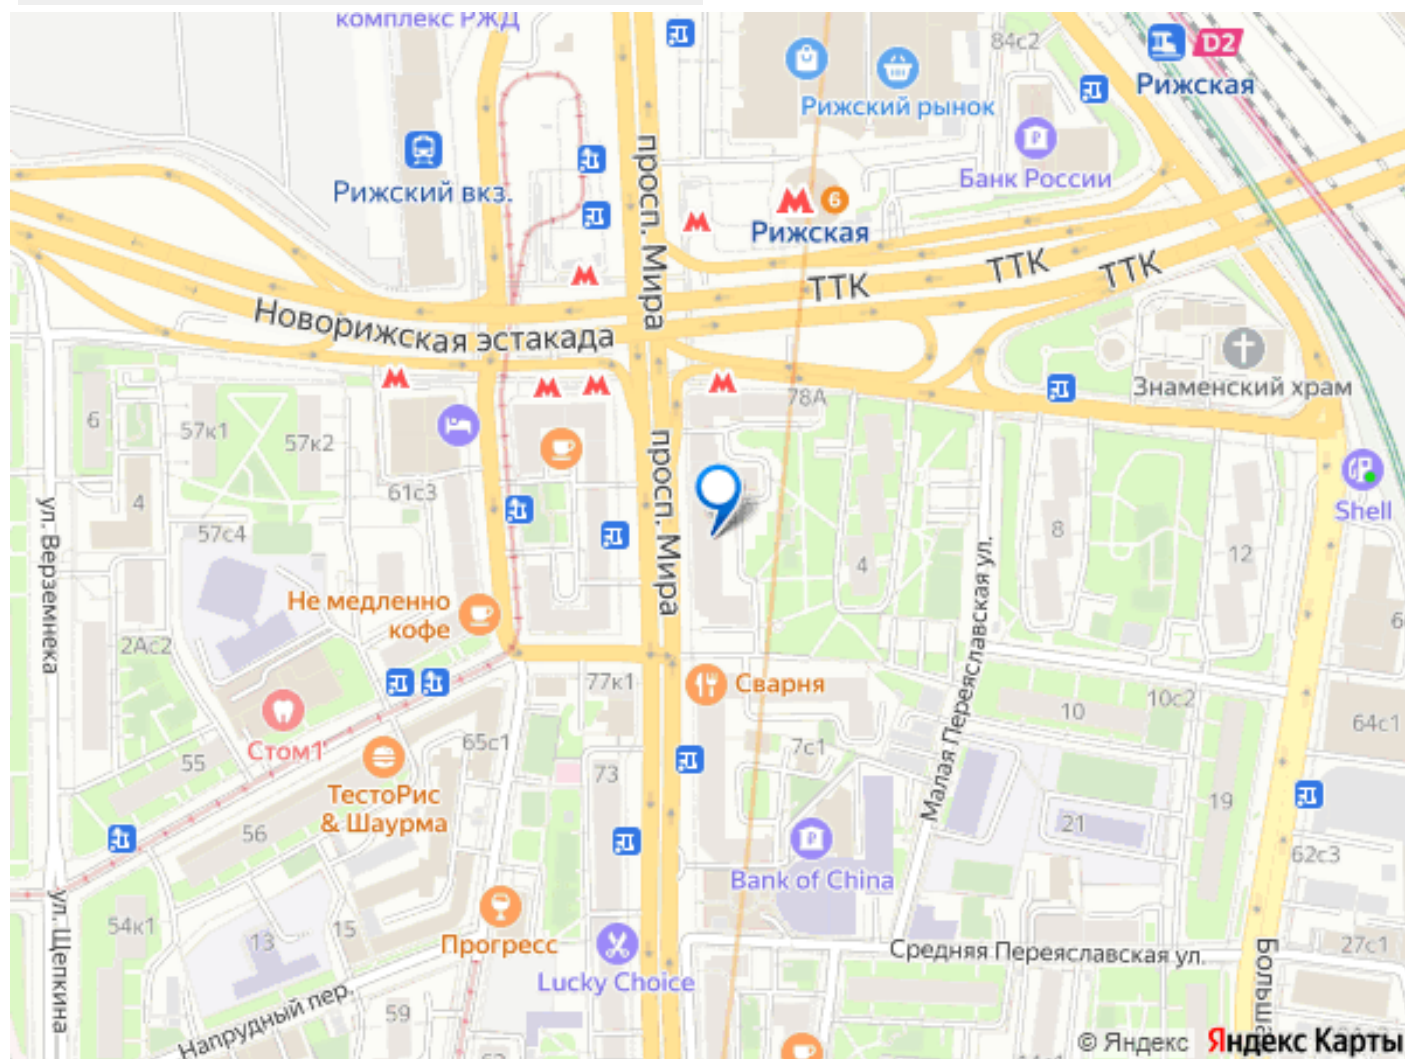 комплекс РЖД
84с2
D2
Рижская
Рижский рынок
Рижский вкз.
просп. Мира
Банк России
6
Рижская
ТТК
ТТК
ТТК
Новорижская эстакада
Знаменский храм
78А
6
57к1
57к2
61с3
4
57с4
ул. Верземнека
просп. Мира
4
8
12
Shell
Малая Переяславская ул.
Не медленно
кофе
2Ас2
77к1
Сварня
10
10с2
64с1
Стом1
65с1
55
73
7с1
19
ТестоРис
& Шаурма
56
21
62с3
Bank of China
ул. Щепкина
54к1
13
15
Прогресс
Lucky Choice
Средняя Переяславская ул.
27с1
Напрудный пер.
59
© Яндекс Яндекс Карты